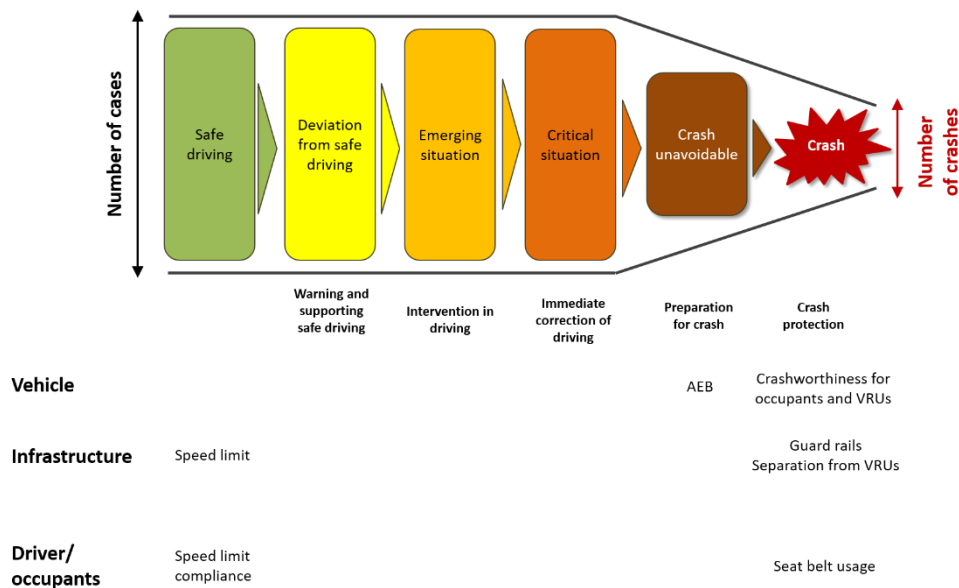 Number of cases
Safe
driving
Deviation
from safe
driving
Emerging
situation
Critical
situation
Crash
unavoidable
Crash
Number
of crashes
Warning and
supporting
safe driving
Intervention in
driving
Immediate
correction of
driving
Preparation
for crash
Crash
protection
Vehicle
AEB
Crashworthiness for
occupants and VRUs
Infrastructure
Speed limit
Guard rails
Separation from VRUs
Driver/
occupants
Speed limit
compliance
Seat belt usage